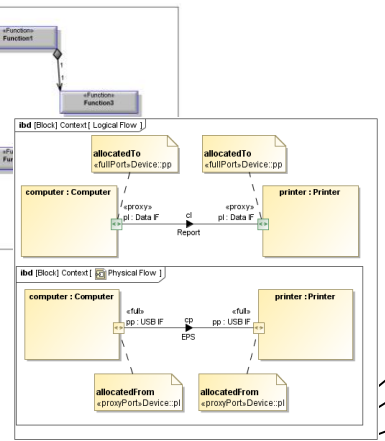 «Function»
Function1
1
1
«Function»
Function3
ibd [Block] Context [ Logical Flow ]
allocatedTo
«fullPort»Device::pp
allocatedTo
«fullPort»Device::pp
computer : Computer
printer : Printer
«proxy»
pl : Data IF
cl
Report
«proxy»
pl : Data IF
ibd [Block] Context [ Physical Flow ]
computer : Computer
printer : Printer
«full»
pp : USB IF
cp
EPS
«full»
pp : USB IF
allocatedFrom
«proxyPort»Device::pl
allocatedFrom
«proxyPort»Device::pl